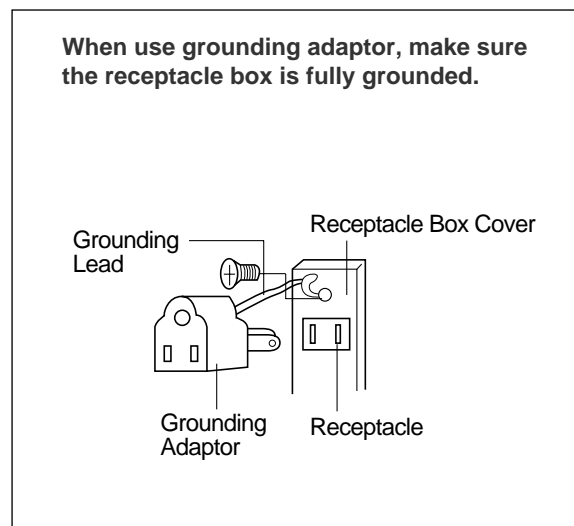 When use grounding adaptor, make sure
the receptacle box is fully grounded.
Receptacle Box Cover
Grounding
Lead
Grounding
Adaptor
Receptacle